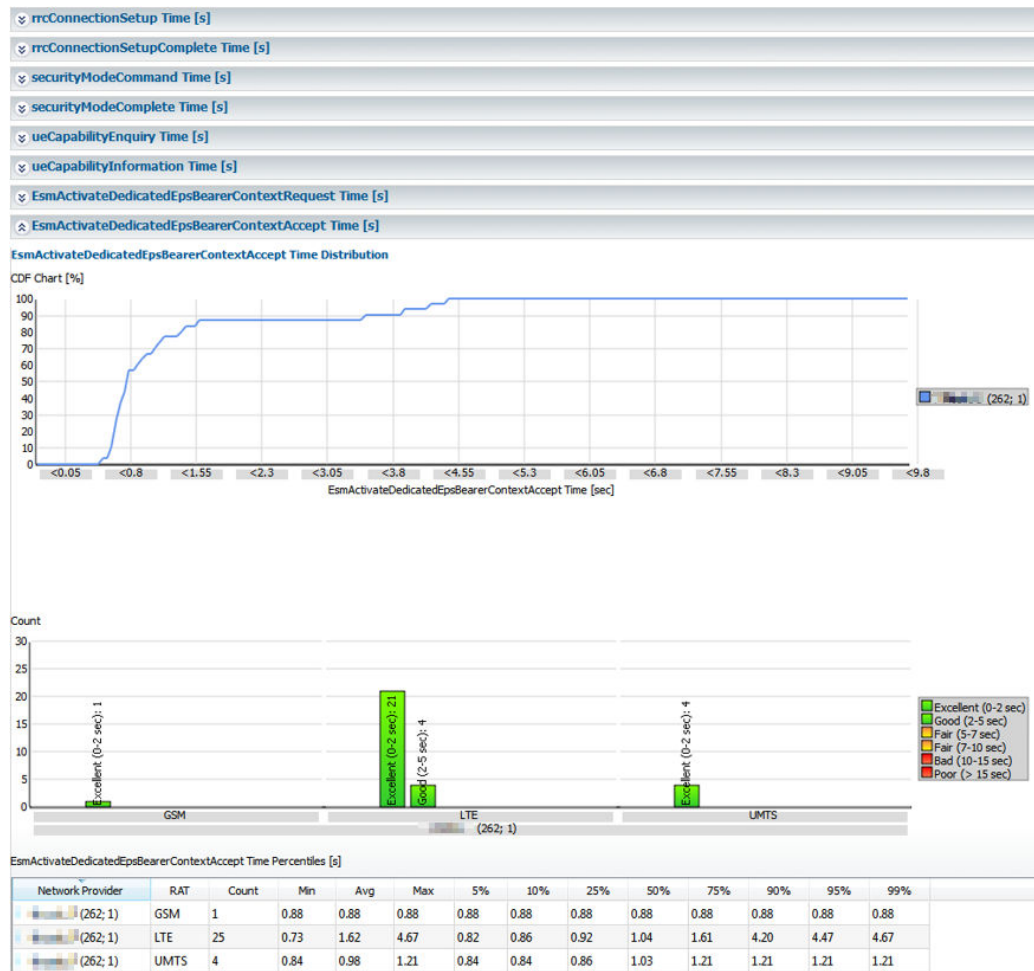 rrcConnectionSetup Time [s]
rrcConnectionSetupComplete Time [s]
securityModeCommand Time [s]
securityModeComplete Time [s]
ueCapabilityEnquiry Time [s]
ueCapabilityInformation Time [s]
EsmActivateDedicatedEpsBearerContextRequest Time [s]
EsmActivateDedicatedEpsBearerContextAccept Time [s]
EsmActivateDedicatedEpsBearerContextAccept Time Distribution
CDF Chart [%]
100
90
80
70
60
50
40
30
20
10
0
(262; 1)
<0.05 <0.8 <1.55 <2.3 <3.05 <3.8 <4.55 <5.3 <6.05 <6.8 <7.55 <8.3 <9.05 <9.8
EsmActivateDedicatedEpsBearerContextAccept Time [sec]
Count
30
25
20
15
10
5
0
Excellent (0-2 sec): 1
Excellent (0-2 sec): 21
Good (2-5 sec): 4
Excellent (0-2 sec): 4
Excellent (0-2 sec)
Good (2-5 sec)
Fair (5-7 sec)
Fair (7-10 sec)
Bad (10-15 sec)
Poor (> 15 sec)
GSM LTE UMTS
(262; 1)
EsmActivateDedicatedEpsBearerContextAccept Time Percentiles [s]
Network Provider RAT Count Min Avg Max 5% 10% 25% 50% 75% 90% 95% 99%
(262; 1) GSM 1 0.88 0.88 0.88 0.88 0.88 0.88 0.88 0.88 0.88 0.88 0.88
(262; 1) LTE 25 0.73 1.62 4.67 0.82 0.86 0.92 1.04 1.61 4.20 4.47 4.67
(262; 1) UMTS 4 0.84 0.98 1.21 0.84 0.84 0.86 1.03 1.21 1.21 1.21 1.21